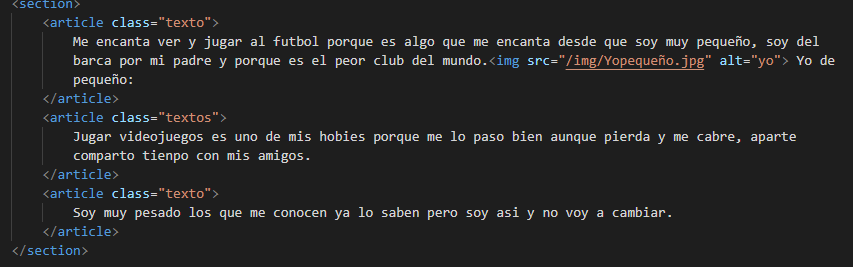 <section>
<article class="texto">
Me encanta ver y jugar al futbol porque es algo que me encanta desde que soy muy pequeño, soy del
barca por mi padre y porque es el peor club del mundo.<img src="/img/Yopequeño.jpg" alt="yo"> Yo de
pequeño:
</article>
<article class="textos">
Jugar videojuegos es uno de mis hobies porque me lo paso bien aunque pierda y me cabre, aparte
comparto tienpo con mis amigos.
</article>
<article class="texto">
Soy muy pesado los que me conocen ya lo saben pero soy asi y no voy a cambiar.
</article>
</section>